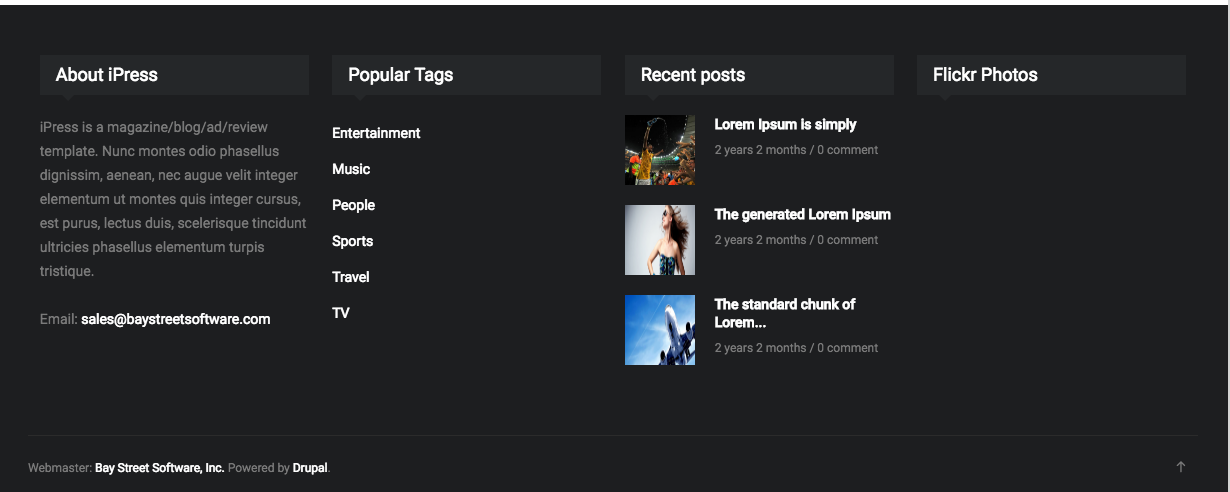 About iPress
iPress is a magazine/blog/ad/review
template. Nunc montes odio phasellus
dignissim, aenean, nec augue velit integer
elementum ut montes quis integer cursus,
est purus, lectus duis, scelerisque tincidunt
ultricies phasellus elementum turpis
tristique.
Email: sales@baystreetsoftware.com
Popular Tags
Entertainment
Music
People
Sports
Travel
TV
Recent posts
Lorem Ipsum is simply
2 years 2 months / 0 comment
The generated Lorem Ipsum
2 years 2 months / 0 comment
The standard chunk of
Lorem...
2 years 2 months / 0 comment
Flickr Photos
Webmaster: Bay Street Software, Inc. Powered by Drupal.